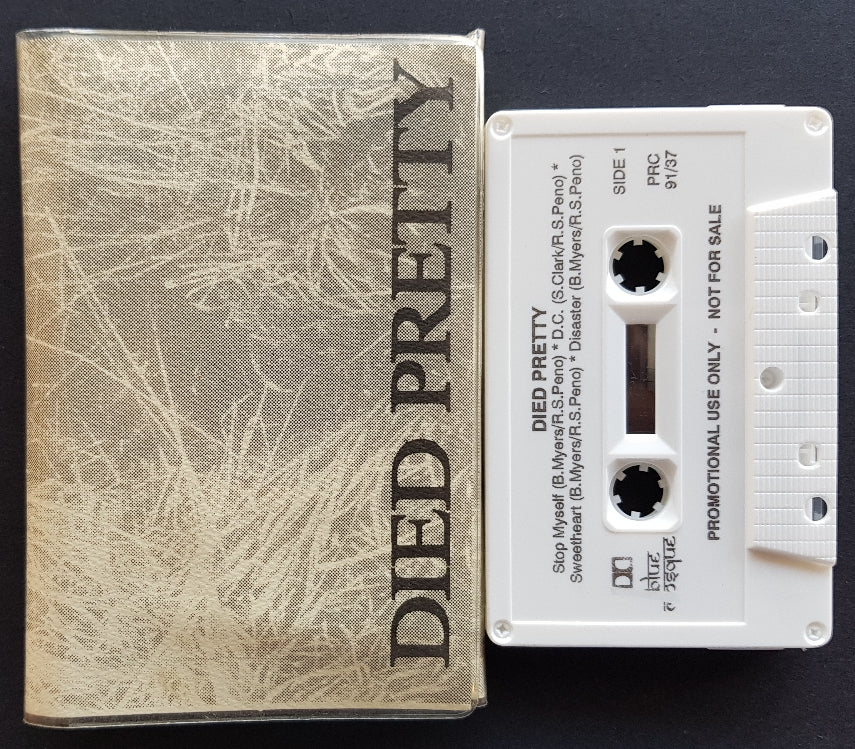 DIED PRETTY
DIED PRETTY
Stop Myself (B.Myers/R.S.Peno) * D.C. (S.Clark/R.S.Peno) *
Sweetheart (B.Myers/R.S.Peno) * Disaster (B.Myers/R.S.Peno)
SIDE 1
PRC
91/37
blue
PROMOTIONAL USE ONLY - NOT FOR SALE